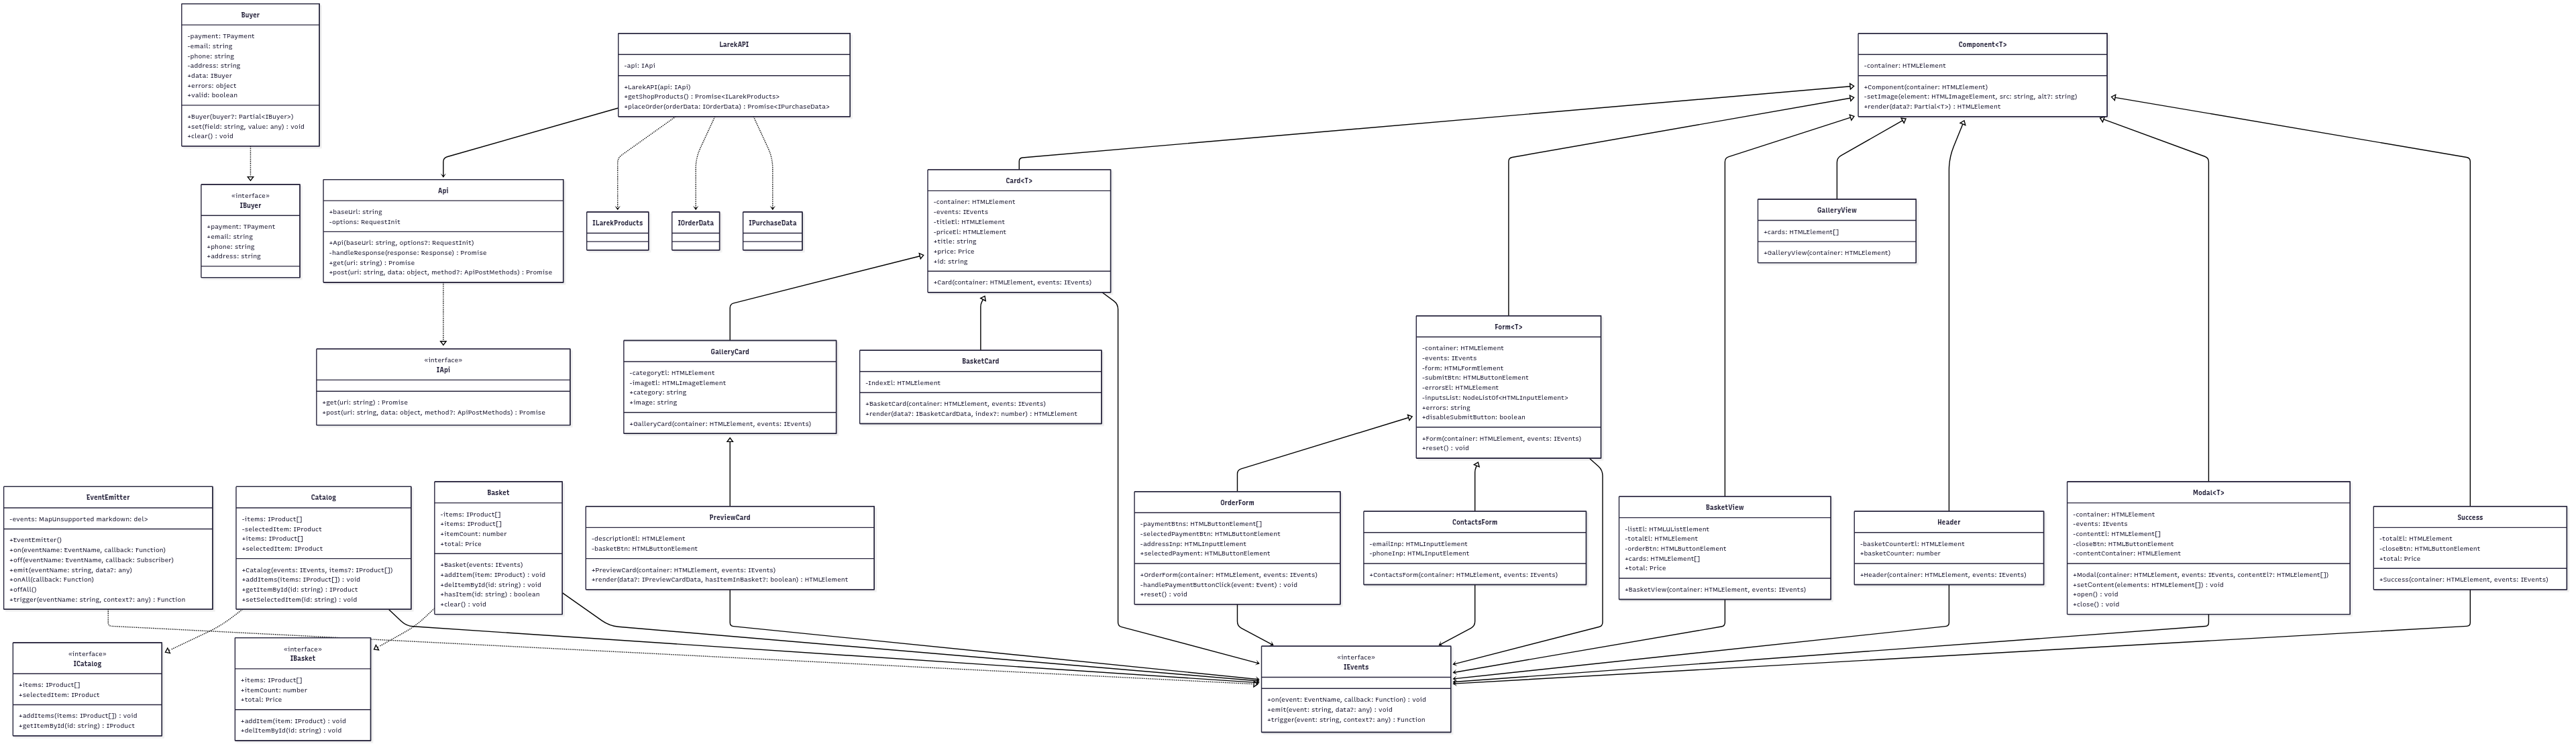 Buyer
-payment: TPayment
-email: string
-phone: string
-address: string
+data: IBuyer
+errors: object
+valid: boolean
+Buyer(buyer?: Partial<IBuyer>)
+set(field: string, value: any) : void
+clear() : void
«interface»
IBuyer
+payment: TPayment
+email: string
+phone: string
+address: string
LarekAPI
-api: IApi
+LarekAPI(api: IApi)
+getShopProducts() : Promise<ILarekProducts>
+placeOrder(orderData: IOrderData) : Promise<IPurchaseData>
Api
+baseUrl: string
-options: RequestInit
+Api(baseUrl: string, options?: RequestInit)
-handleResponse(response: Response) : Promise
+get(uri: string) : Promise
+post(uri: string, data: object, method?: ApiPostMethods) : Promise
«interface»
IApi
+get(uri: string) : Promise
+post(uri: string, data: object, method?: ApiPostMethods) : Promise
ILarekProducts
IOrderData
IPurchaseData
Component<T>
-container: HTMLElement
+Component(container: HTMLElement)
-setImage(element: HTMLImageElement, src: string, alt?: string)
+render(data?: Partial<T>) : HTMLElement
Card<T>
-container: HTMLElement
-events: IEvents
-titleEl: HTMLElement
-priceEl: HTMLElement
+title: string
+price: Price
+id: string
+Card(container: HTMLElement, events: IEvents)
GalleryView
+cards: HTMLElement[]
+GalleryView(container: HTMLElement)
GalleryCard
-categoryEl: HTMLElement
-imageEl: HTMLImageElement
+category: string
+image: string
+GalleryCard(container: HTMLElement, events: IEvents)
BasketCard
-IndexEl: HTMLElement
+BasketCard(container: HTMLElement, events: IEvents)
+render(data?: IBasketCardData, index?: number) : HTMLElement
Form<T>
-container: HTMLElement
-events: IEvents
-form: HTMLFormElement
-submitBtn: HTMLButtonElement
-errorsEl: HTMLElement
-inputsList: NodeListOf<HTMLInputElement>
+errors: string
+disableSubmitButton: boolean
+Form(container: HTMLElement, events: IEvents)
+reset() : void
EventEmitter
-events: MapUnsupported markdown: del>
+EventEmitter()
+on(eventName: EventName, callback: Function)
+off(eventName: EventName, callback: Subscriber)
+emit(eventName: string, data?: any)
+onAll(callback: Function)
+offAll()
+trigger(eventName: string, context?: any) : Function
Catalog
-items: IProduct[]
-selectedItem: IProduct
+items: IProduct[]
+selectedItem: IProduct
+Catalog(events: IEvents, items?: IProduct[])
+addItems(items: IProduct[]) : void
+getItemById(id: string) : IProduct
+setSelectedItem(id: string) : void
Basket
-items: IProduct[]
+items: IProduct[]
+itemCount: number
+total: Price
+Basket(events: IEvents)
+addItem(item: IProduct) : void
+delItemById(id: string) : void
+hasItem(id: string) : boolean
+clear() : void
PreviewCard
-descriptionEl: HTMLElement
-basketBtn: HTMLButtonElement
+PreviewCard(container: HTMLElement, events: IEvents)
+render(data?: IPreviewCardData, hasItemInBasket?: boolean) : HTMLElement
OrderForm
-paymentBtns: HTMLButtonElement[]
-selectedPaymentBtn: HTMLButtonElement
-addressInp: HTMLInputElement
+selectedPayment: HTMLButtonElement
+OrderForm(container: HTMLElement, events: IEvents)
-handlePaymentButtonClick(event: Event) : void
+reset() : void
ContactsForm
-emailInp: HTMLInputElement
-phoneInp: HTMLInputElement
+ContactsForm(container: HTMLElement, events: IEvents)
BasketView
-listEl: HTMLUListElement
-totalEl: HTMLElement
-orderBtn: HTMLButtonElement
+cards: HTMLElement[]
+total: Price
+BasketView(container: HTMLElement, events: IEvents)
Header
-basketCounterEl: HTMLElement
+basketCounter: number
+Header(container: HTMLElement, events: IEvents)
Modal<T>
-container: HTMLElement
-events: IEvents
-contentEl: HTMLElement[]
-closeBtn: HTMLButtonElement
-contentContainer: HTMLElement
+Modal(container: HTMLElement, events: IEvents, contentEl?: HTMLElement[])
+setContent(elements: HTMLElement[]) : void
+open() : void
+close() : void
Success
-totalEl: HTMLElement
-closeBtn: HTMLButtonElement
+total: Price
+Success(container: HTMLElement, events: IEvents)
«interface»
ICatalog
+items: IProduct[]
+selectedItem: IProduct
+addItems(items: IProduct[]) : void
+getItemById(id: string) : IProduct
«interface»
IBasket
+items: IProduct[]
+itemCount: number
+total: Price
+addItem(item: IProduct) : void
+delItemById(id: string) : void
«interface»
IEvents
+on(event: EventName, callback: Function) : void
+emit(event: string, data?: any) : void
+trigger(event: string, context?: any) : Function